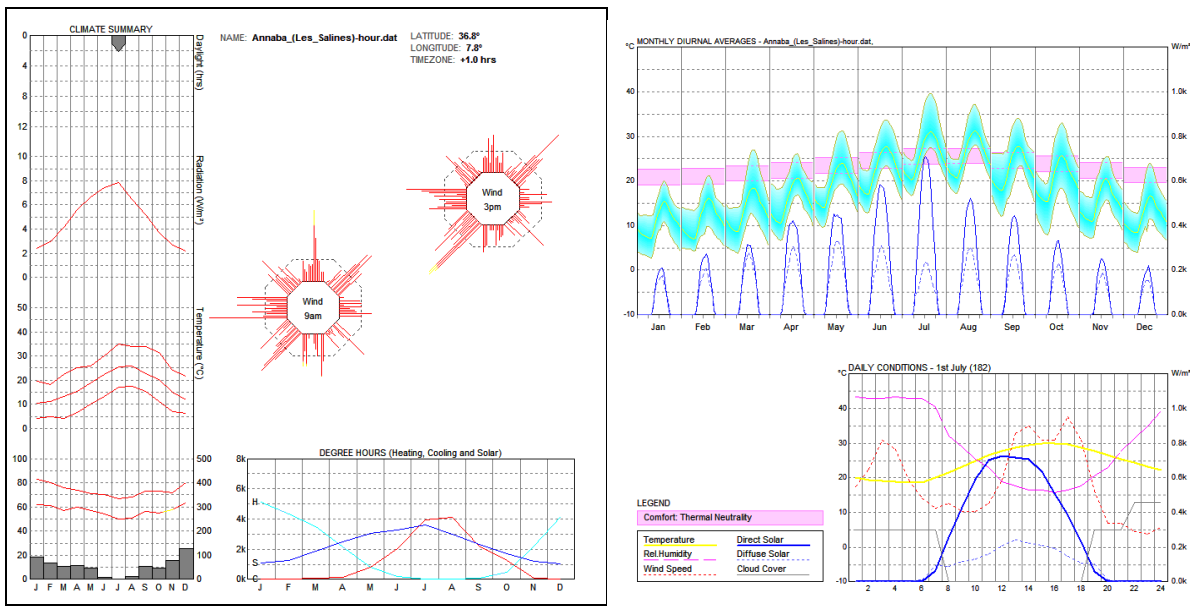 CLIMATE SUMMARY
NAME: Annaba_(Les_Salines)-hour.dat
LATITUDE: 36.8°
LONGITUDE: 7.8°
TIMEZONE: +1.0 hrs
0
4
6
8
12
10
8
6
4
2
0
50
40
30
20
10
0
100
80
60
40
20
0
Daylight (hrs)
Radiation (W/m²)
Temperature (°C)
500
400
300
200
100
0
J F M A M J J A S O N D
Wind
3pm
Wind
9am
DEGREE HOURS (Heating, Cooling and Solar)
8k
6k
4k
2k
0k
H
S
C
J F M A M J J A S O N D
MONTHLY DIURNAL AVERAGES - Annaba_(Les_Salines)-hour.dat,
°C
W/m²
40
30
20
10
0
-10
1.0k
0.8k
0.6k
0.4k
0.2k
0.0k
Jan Feb Mar Apr May Jun Jul Aug Sep Oct Nov Dec
DAILY CONDITIONS - 1st July (182)
°C
W/m²
40
30
20
10
0
-10
1.0k
0.8k
0.6k
0.4k
0.2k
0.0k
2 4 6 8 10 12 14 16 18 20 22 24
LEGEND
Comfort: Thermal Neutrality
Temperature Direct Solar
Rel.Humidity Diffuse Solar
Wind Speed Cloud Cover